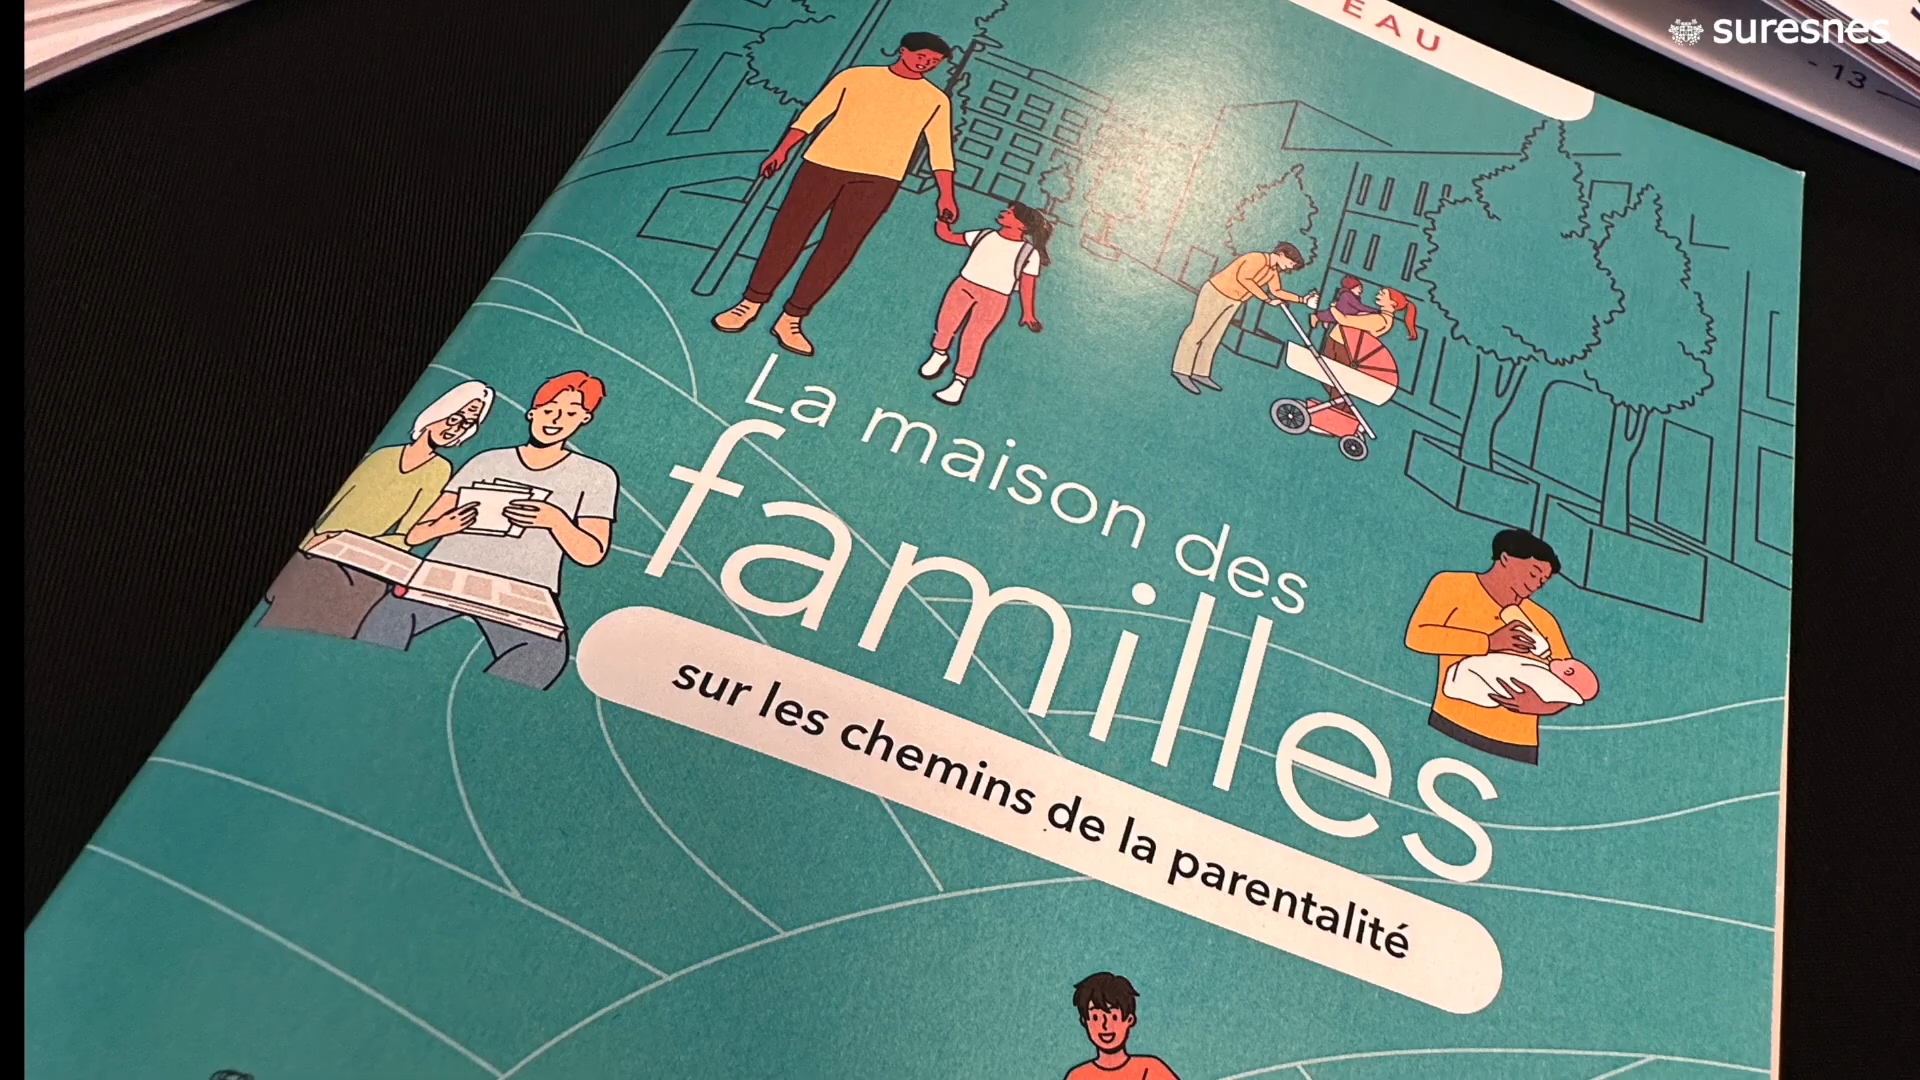 EAU
suresnes
- 13
La maison des
familles
sur les chemins de la parentalité